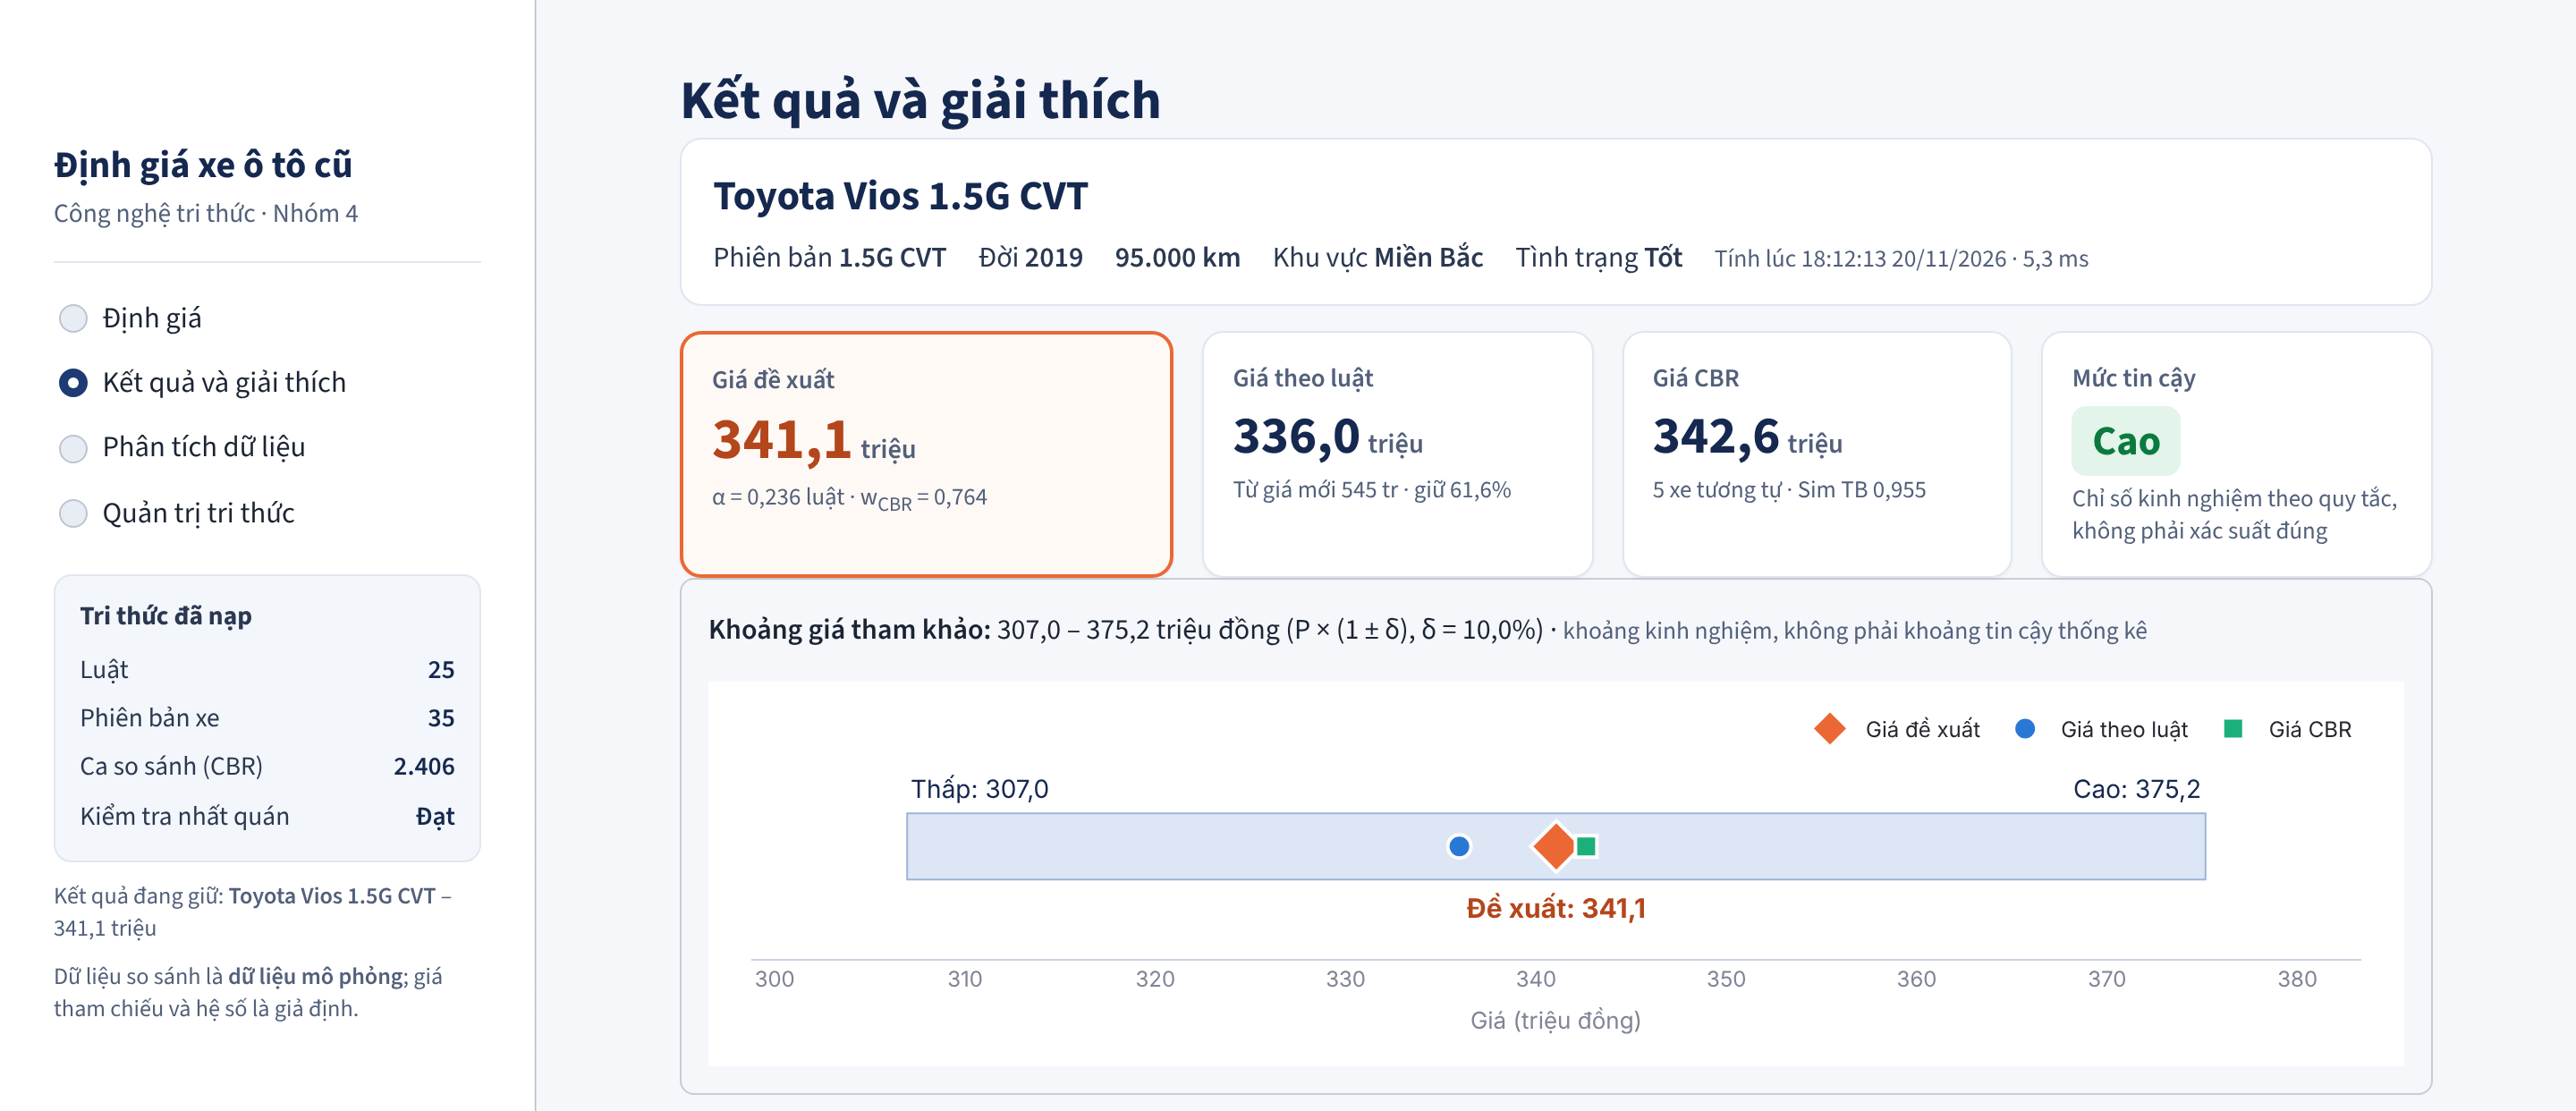 Định giá xe ô tô cũ
Công nghệ tri thức · Nhóm 4
Định giá
Kết quả và giải thích
Phân tích dữ liệu
Quản trị tri thức
Tri thức đã nạp
Luật 25
Phiên bản xe 35
Ca so sánh (CBR) 2.406
Kiểm tra nhất quán Đạt
Kết quả đang giữ: Toyota Vios 1.5G CVT –
341,1 triệu
Dữ liệu so sánh là dữ liệu mô phỏng; giá
tham chiếu và hệ số là giả định.
Kết quả và giải thích
Toyota Vios 1.5G CVT
Phiên bản 1.5G CVT Đời 2019 95.000 km Khu vực Miền Bắc Tình trạng Tốt Tính lúc 18:12:13 20/11/2026 · 5,3 ms
Giá đề xuất
341,1 triệu
α = 0,236 luật · wCBR = 0,764
Giá theo luật
336,0 triệu
Từ giá mới 545 tr · giữ 61,6%
Giá CBR
342,6 triệu
5 xe tương tự · Sim TB 0,955
Mức tin cậy
Cao
Chỉ số kinh nghiệm theo quy tắc,
không phải xác suất đúng
Khoảng giá tham khảo: 307,0 – 375,2 triệu đồng (P × (1 ± δ), δ = 10,0%) · khoảng kinh nghiệm, không phải khoảng tin cậy thống kê
Giá đề xuất Giá theo luật Giá CBR
Thấp: 307,0 Cao: 375,2
Đề xuất: 341,1
300 310 320 330 340 350 360 370 380
Giá (triệu đồng)